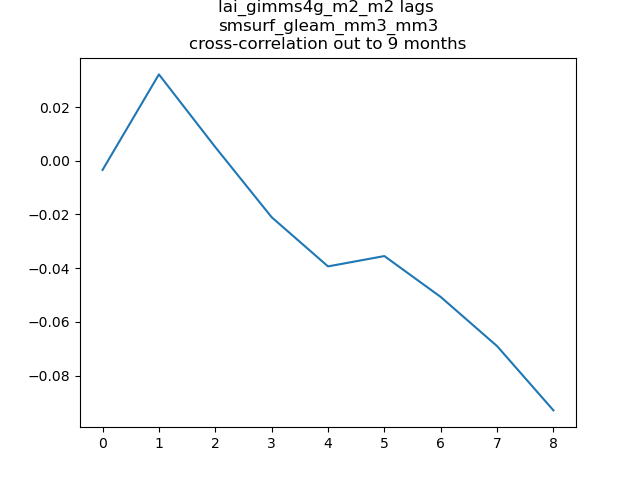 lai_gimms4g_m2_m2 lags
smsurf_gleam_mm3_mm3
cross-correlation out to 9 months
0.02
0.00
−0.02
−0.04
−0.06
−0.08
0 1 2 3 4 5 6 7 8